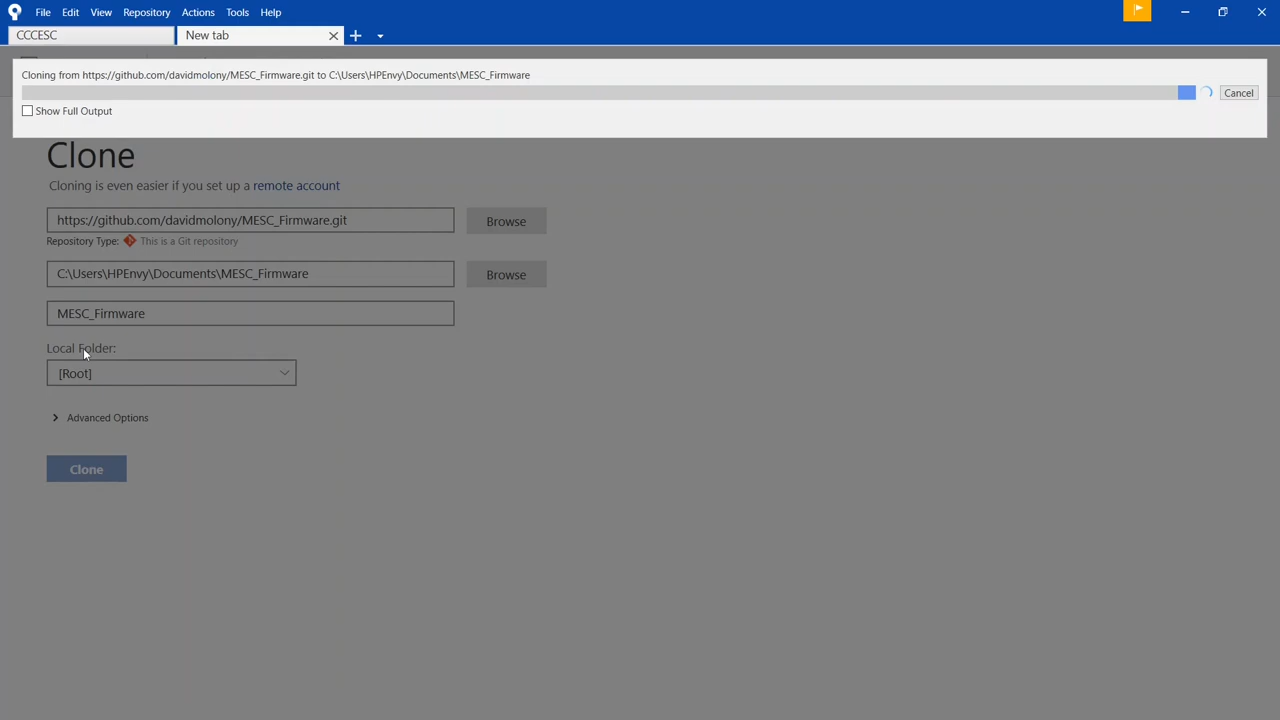 File Edit View Repository Actions Tools Help
CCCESC New tab
Cloning from https://github.com/davidmolony/MESC_Firmware.git to C:\Users\HPEnvy\Documents\MESC_Firmware
Cancel
Show Full Output
Clone
Cloning is even easier if you set up a remote account
https://github.com/davidmolony/MESC_Firmware.git Browse
Repository Type: This is a Git repository
C:\Users\HPEnvy\Documents\MESC_Firmware Browse
MESC_Firmware
Local Folder:
[Root]
Advanced Options
Clone